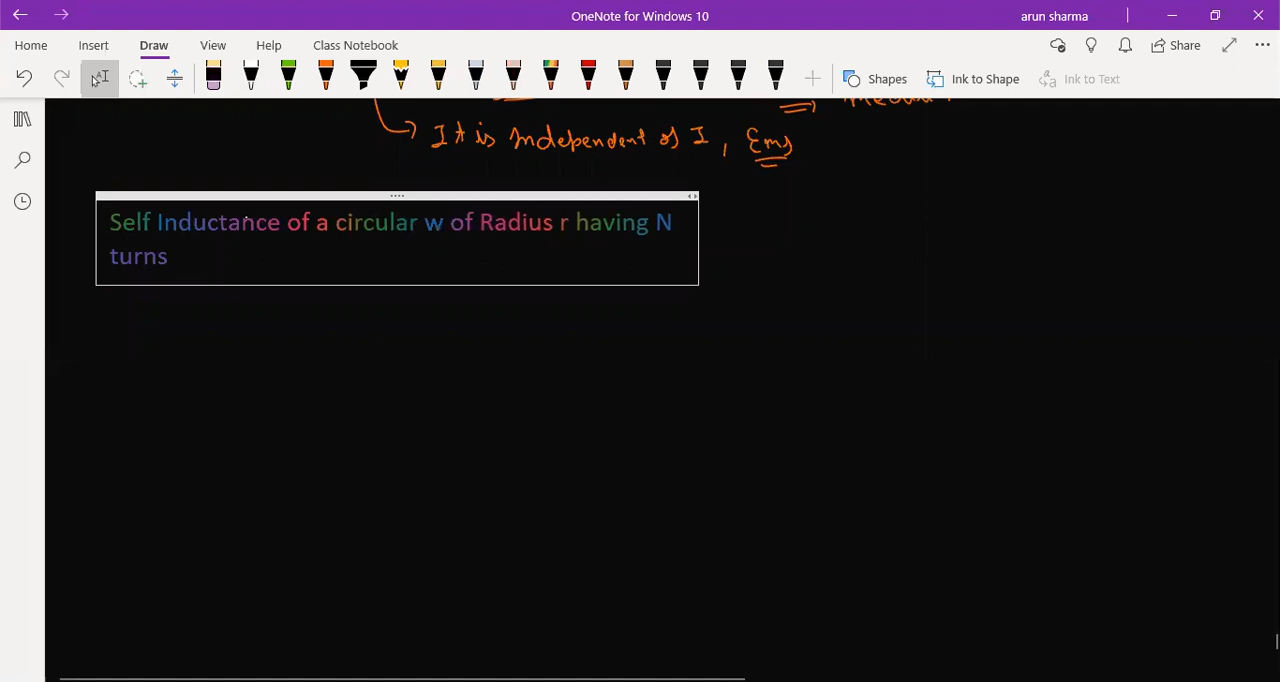 OneNote for Windows 10
arun sharma
Home Insert Draw View Help Class Notebook
Share
Shapes Ink to Shape Ink to Text
It is Independent of I, Ems
Self Inductance of a circular w of Radius r having N
turns